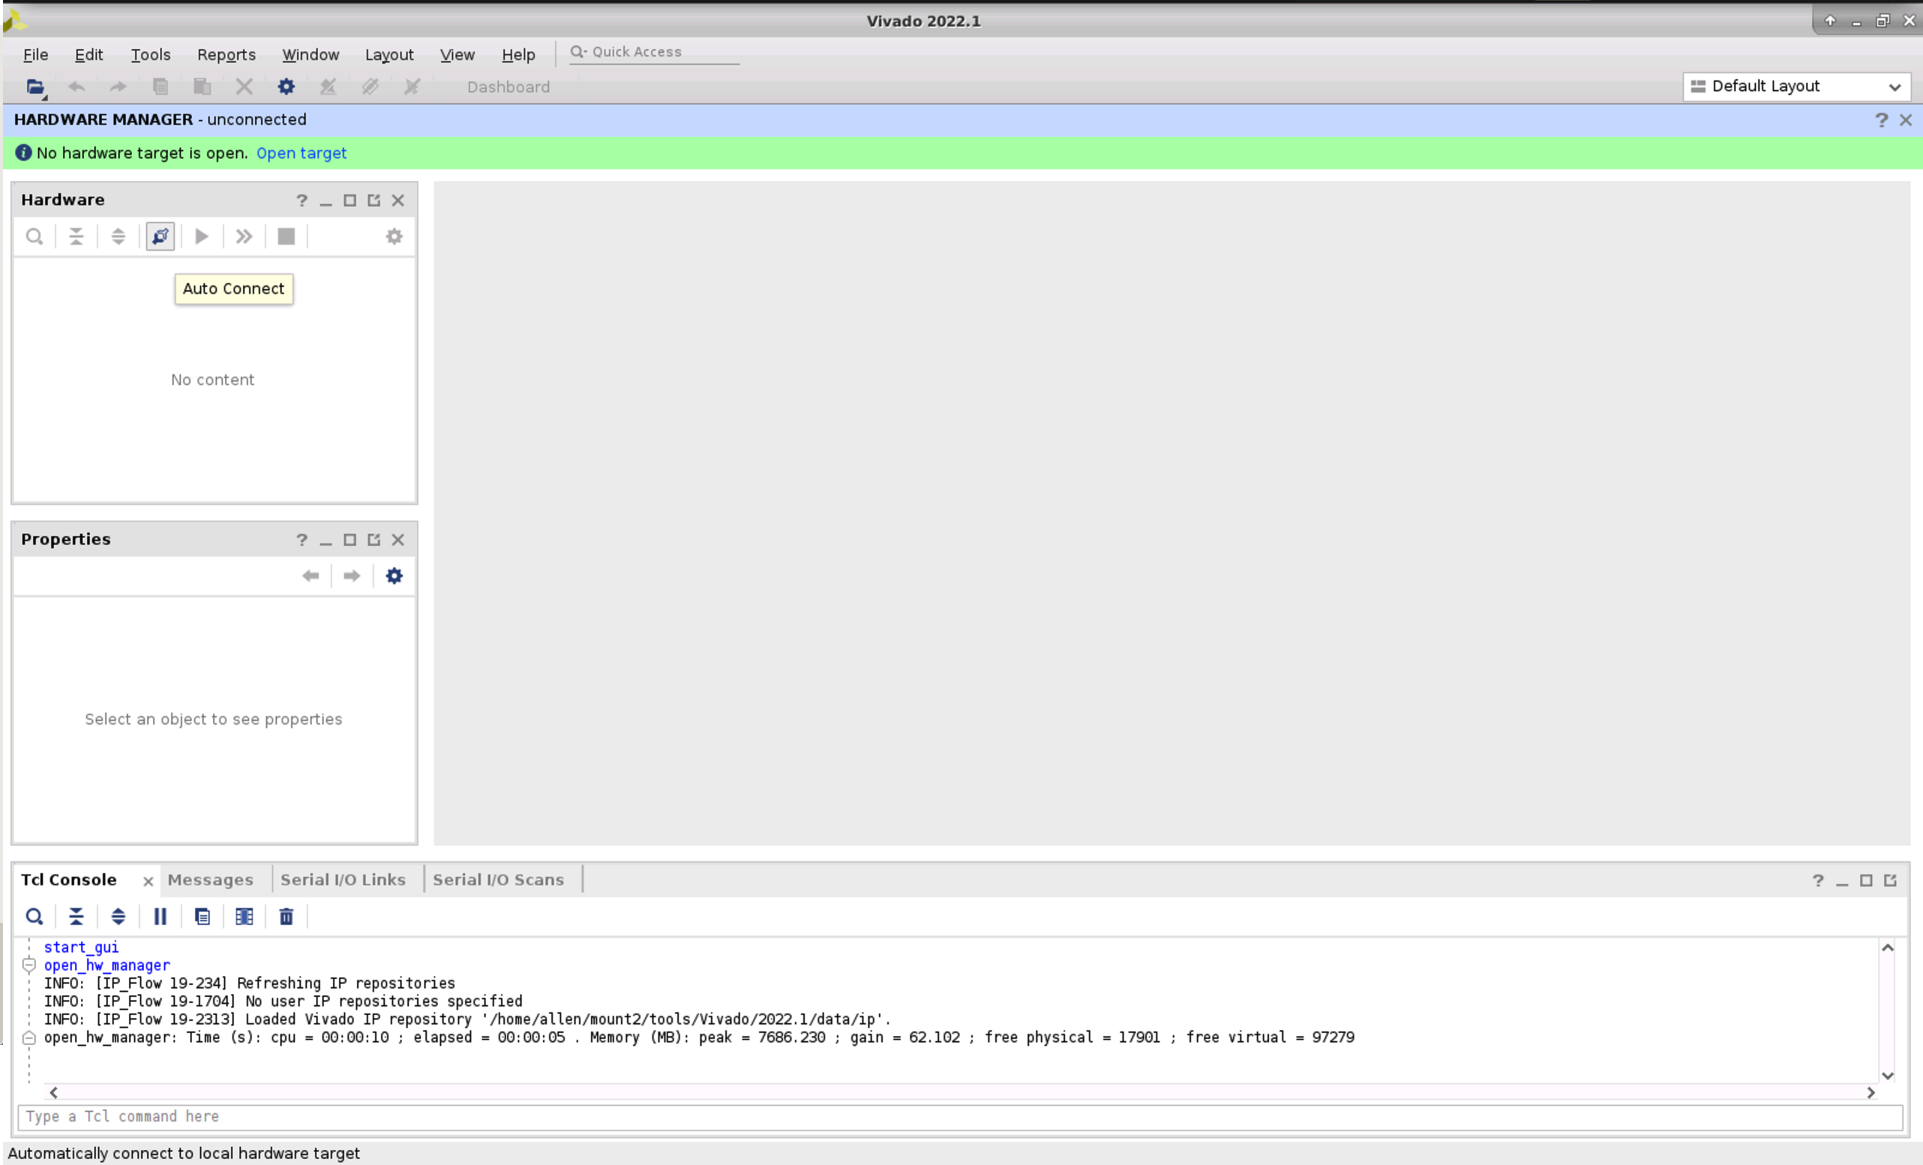 Vivado 2022.1
File Edit Tools Reports Window Layout View Help Quick Access
Dashboard Default Layout
HARDWARE MANAGER - unconnected
No hardware target is open. Open target
Hardware
Auto Connect
No content
Properties
Select an object to see properties
Tcl Console Messages Serial I/O Links Serial I/O Scans
start_gui
open_hw_manager
INFO: [IP_Flow 19-234] Refreshing IP repositories
INFO: [IP_Flow 19-1704] No user IP repositories specified
INFO: [IP_Flow 19-2313] Loaded Vivado IP repository '/home/allen/mount2/tools/Vivado/2022.1/data/ip'.
open_hw_manager: Time (s): cpu = 00:00:10 ; elapsed = 00:00:05 . Memory (MB): peak = 7686.230 ; gain = 62.102 ; free physical = 17901 ; free virtual = 97279
Type a Tcl command here
Automatically connect to local hardware target